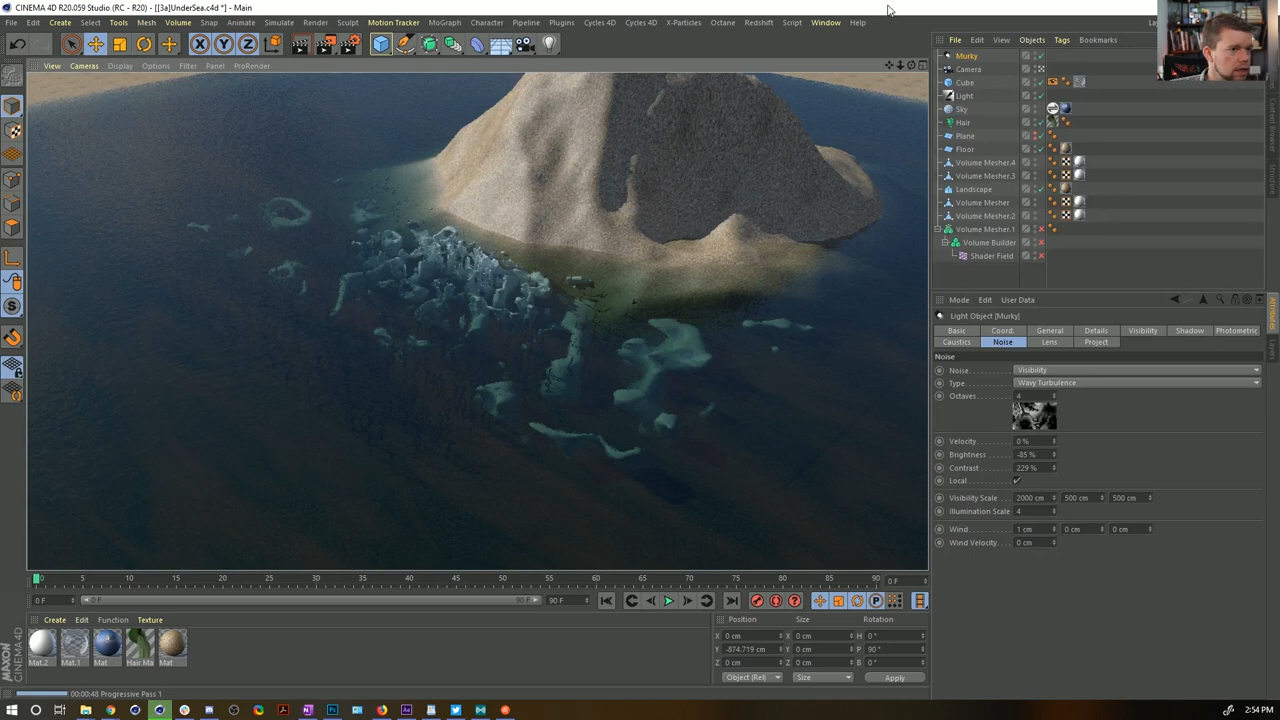 CINEMA 4D R20.059 Studio (RC - R20) - [[3a]UnderSea.c4d *] - Main
File Edit Create Select Tools Mesh Volume Snap Animate Simulate Render Sculpt Motion Tracker MoGraph Character Pipeline Plugins Cycles 4D Cycles 4D X-Particles Octane Redshift Script Window Help
View Cameras Display Options Filter Panel ProRender
File Edit View Objects Tags Bookmarks
Murky
Camera
Cube
Light
Sky
Hair
Plane
Floor
Volume Mesher.4
Volume Mesher.3
Landscape
Volume Mesher
Volume Mesher.2
Volume Mesher.1
Volume Builder
Shader Field
Content Browser
Structure
Attributes
Layers
Mode Edit User Data
Light Object [Murky]
Basic Coord. General Details Visibility Shadow Photometric
Caustics Noise Lens Project
Noise
Noise Visibility
Type Wavy Turbulence
Octaves 4
Velocity 0 %
Brightness -85 %
Contrast 229 %
Local
Visibility Scale 2000 cm 500 cm 500 cm
Illumination Scale 4
Wind 1 cm 0 cm 0 cm
Wind Velocity 0 cm
0 5 10 15 20 25 30 35 40 45 50 55 60 65 70 75 80 85 90 0 F
0 F 0 F 90 F 90 F
Create Edit Function Texture
Mat.2 Mat.1 Mat Hair Ma Mat
Position Size Rotation
X 0 cm X 0 cm H 0 °
Y -874.719 cm Y 0 cm P 90 °
Z 0 cm Z 0 cm B 0 °
Object (Rel) Size Apply
MAXON CINEMA 4D
00:00:48 Progressive Pass 1
2:54 PM